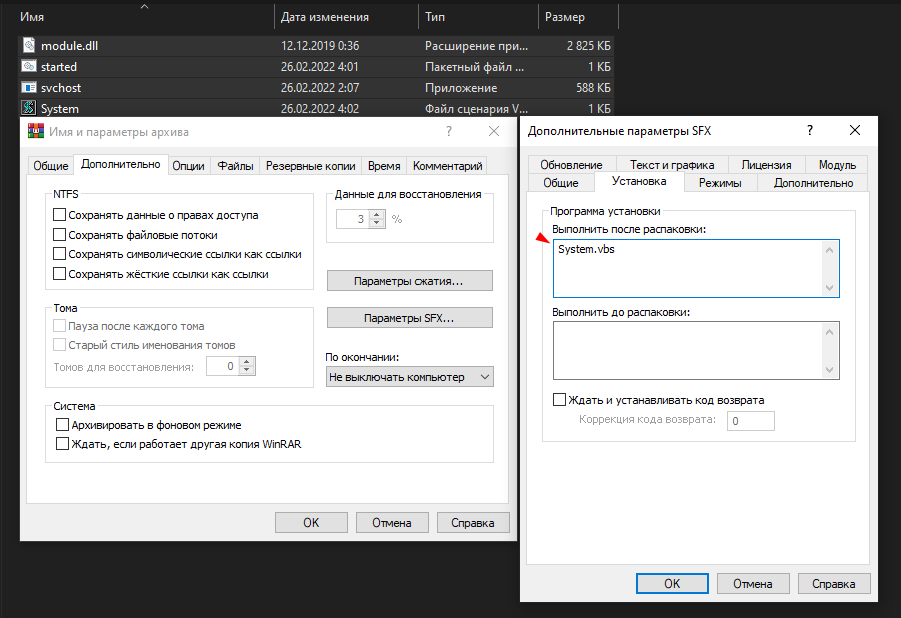 Имя Дата изменения Тип Размер
module.dll 12.12.2019 0:36 Расширение при... 2 825 КБ
started 26.02.2022 4:01 Пакетный файл ... 1 КБ
svchost 26.02.2022 2:07 Приложение 588 КБ
System 26.02.2022 4:02 Файл сценария V... 1 КБ
Имя и параметры архива ?
Общие Дополнительно Опции Файлы Резервные копии Время Комментарий
NTFS
Сохранять данные о правах доступа
Сохранять файловые потоки
Сохранять символические ссылки как ссылки
Сохранять жёсткие ссылки как ссылки
Данные для восстановления
3 %
Параметры сжатия...
Тома
Пауза после каждого тома
Старый стиль именования томов
Томов для восстановления: 0
Параметры SFX...
По окончании:
Не выключать компьютер
Система
Архивировать в фоновом режиме
Ждать, если работает другая копия WinRAR
ОК Отмена Справка
Дополнительные параметры SFX ?
Обновление Текст и графика Лицензия Модуль
Общие Установка Режимы Дополнительно
Программа установки
Выполнить после распаковки:
System.vbs
Выполнить до распаковки:
Ждать и устанавливать код возврата
Коррекция кода возврата: 0
ОК Отмена Справка